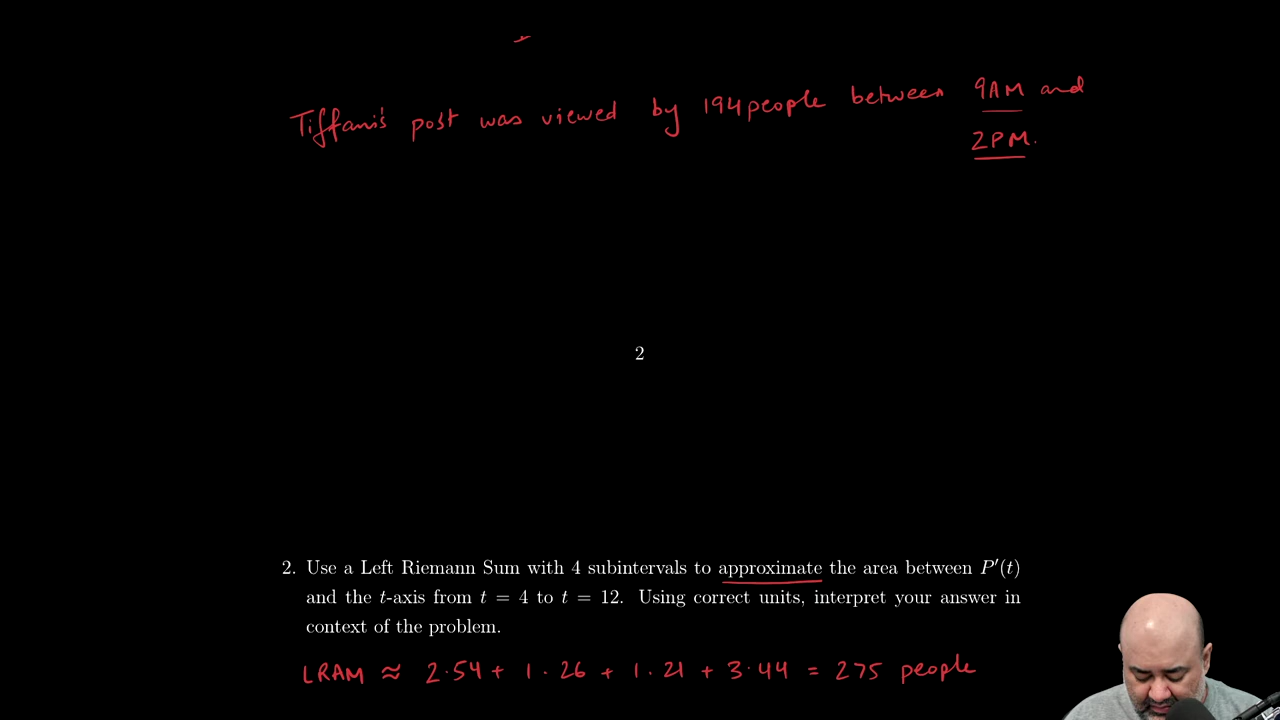 Tiffani's post was viewed by 194 people between 9AM and
2PM.
2
2. Use a Left Riemann Sum with 4 subintervals to approximate the area between P′(t)
and the t-axis from t = 4 to t = 12. Using correct units, interpret your answer in
context of the problem.
LRAM ≈ 2·54 + 1·26 + 1·21 + 3·44 = 275 people